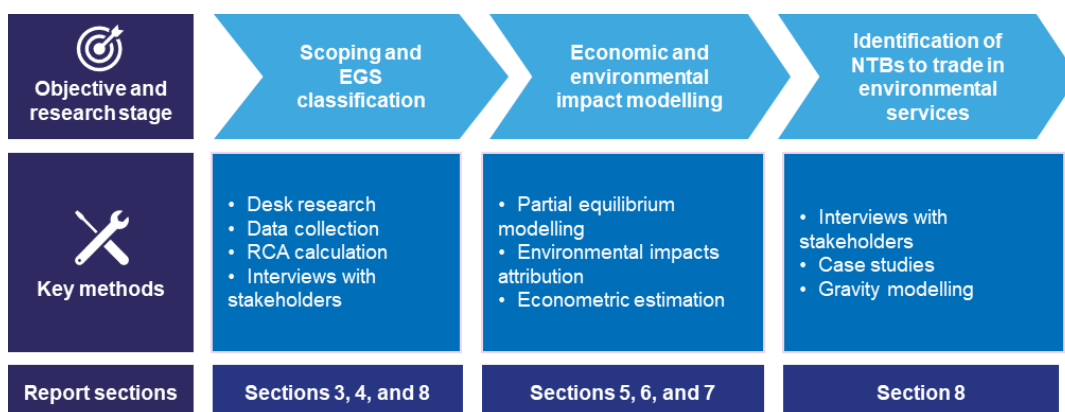 Objective and
research stage
Scoping and
EGS
classification
Economic and
environmental
impact modelling
Identification of
NTBs to trade in
environmental
services
Key methods
• Desk research
• Data collection
• RCA calculation
• Interviews with
stakeholders
• Partial equilibrium
modelling
• Environmental impacts
attribution
• Econometric estimation
• Interviews with
stakeholders
• Case studies
• Gravity modelling
Report sections
Sections 3, 4, and 8
Sections 5, 6, and 7
Section 8